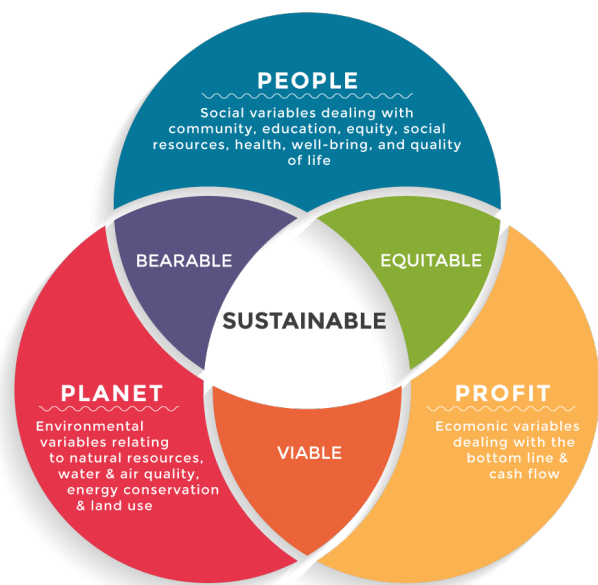 PEOPLE
Social variables dealing with
community, education, equity, social
resources, health, well-bring, and quality
of life
BEARABLE
EQUITABLE
SUSTAINABLE
PLANET
Environmental
variables relating
to natural resources,
water & air quality,
energy conservation
& land use
PROFIT
Ecomonic variables
dealing with the
bottom line &
cash flow
VIABLE